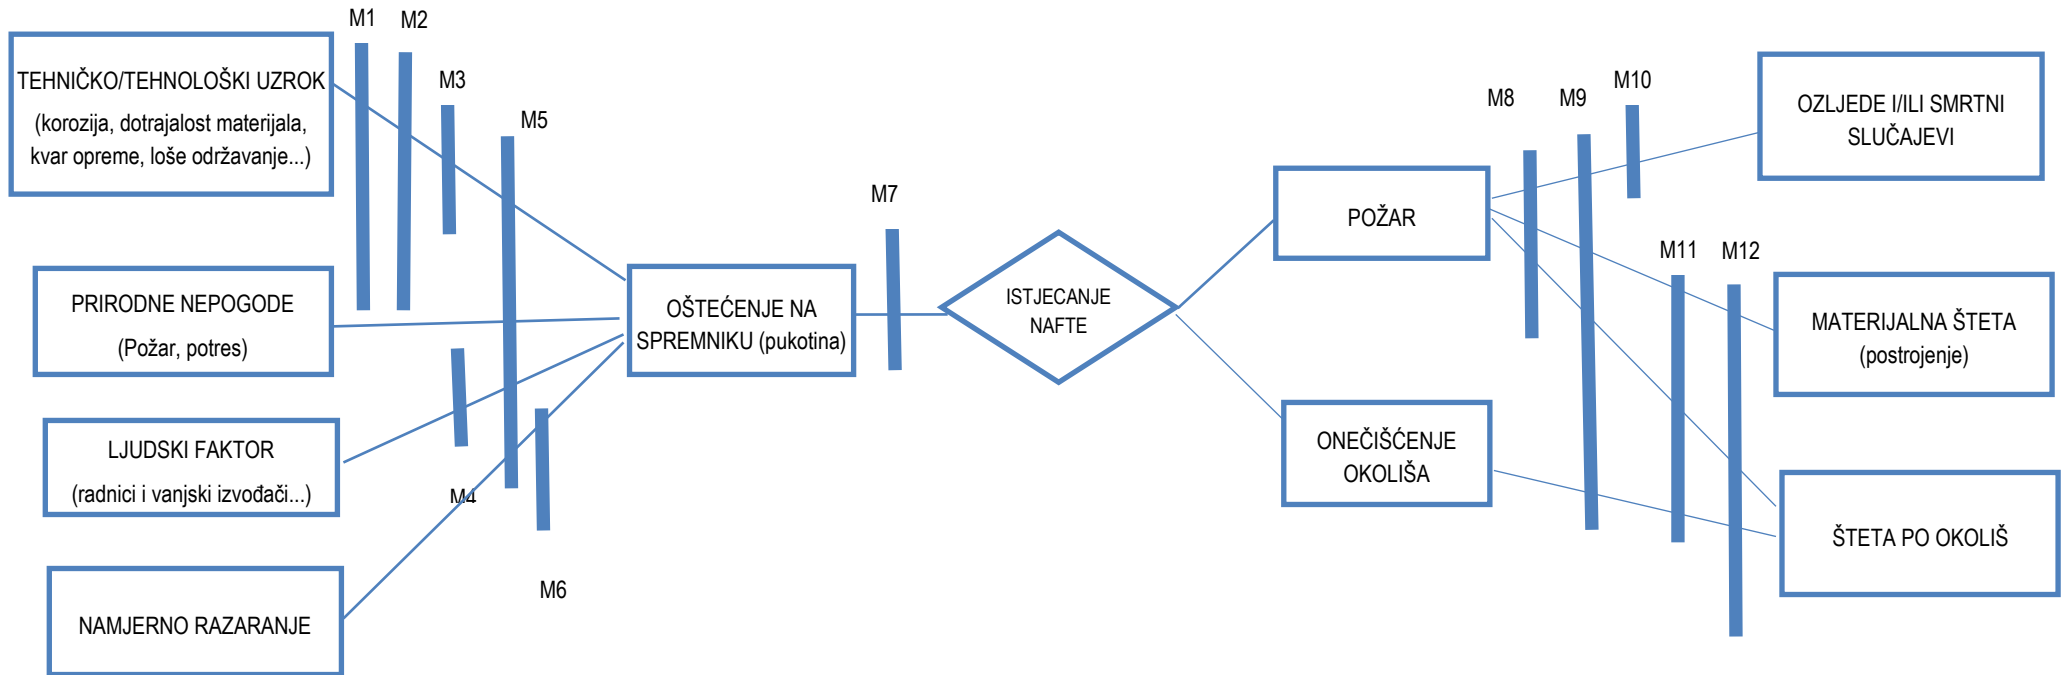 M1
M2
M3
M5
TEHNIČKO/TEHNOLOŠKI UZROK
(korozija, dotrajalost materijala,
kvar opreme, loše održavanje...)
PRIRODNE NEPOGODE
(Požar, potres)
LJUDSKI FAKTOR
(radnici i vanjski izvođači...)
M4
NAMJERNO RAZARANJE
M6
OŠTEĆENJE NA
SPREMNIKU (pukotina)
M7
ISTJECANJE
NAFTE
POŽAR
ONEČIŠĆENJE
OKOLIŠA
M8
M9
M10
M11
M12
OZLJEDE I/ILI SMRTNI
SLUČAJEVI
MATERIJALNA ŠTETA
(postrojenje)
ŠTETA PO OKOLIŠ